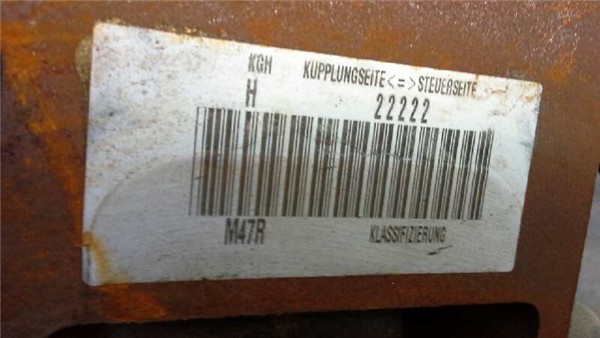 KGH KUPPLUNGSEITE <=> STEUERSEITE
H 22222
M47R KLASSIFIZIERUNG